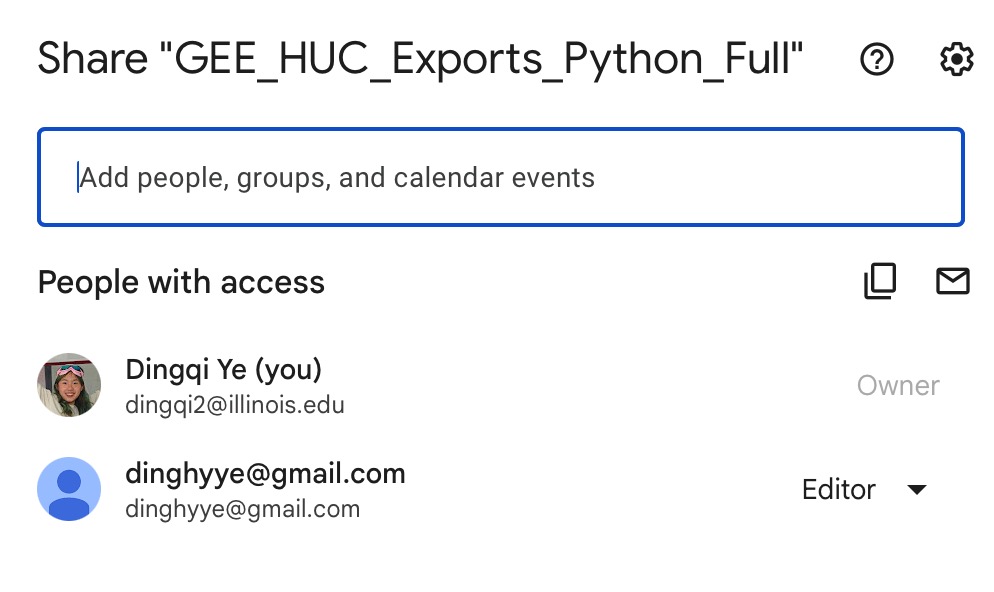 Share "GEE_HUC_Exports_Python_Full"
Add people, groups, and calendar events
People with access
Dingqi Ye (you)
dingqi2@illinois.edu
Owner
dinghyye@gmail.com
dinghyye@gmail.com
Editor